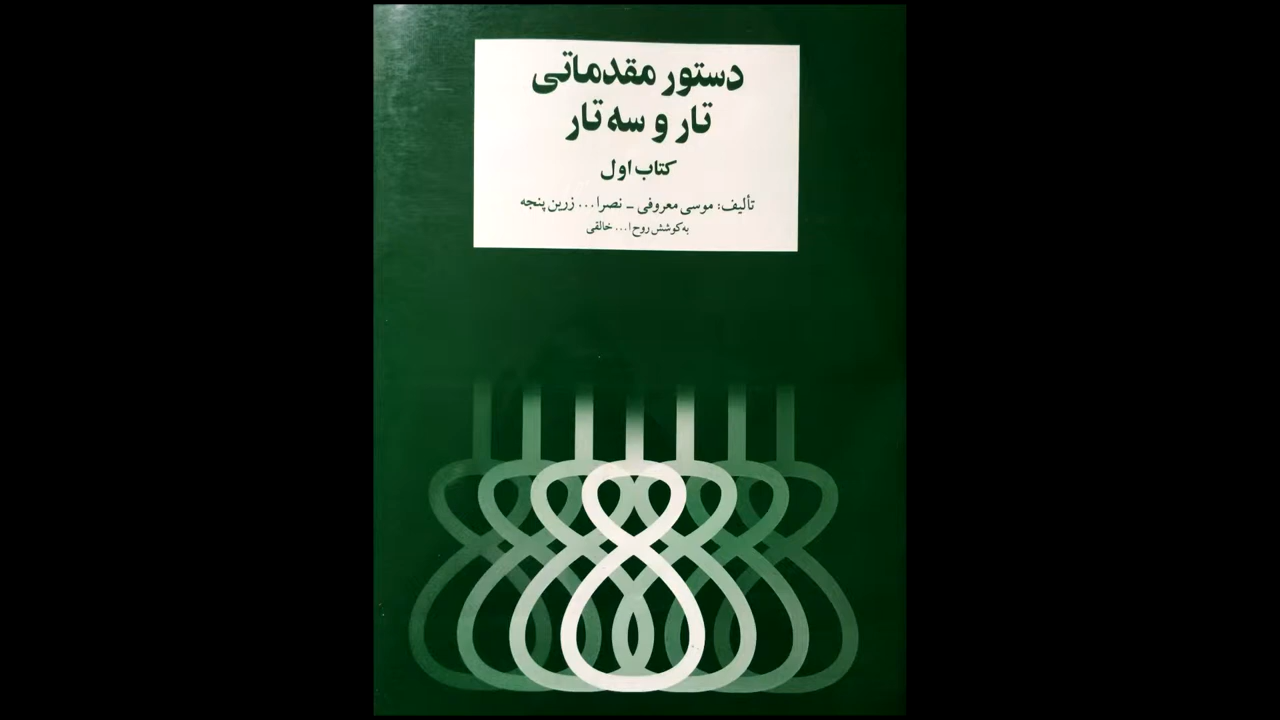 دستور مقدماتی
تار و سه تار
کتاب اول
تألیف: موسی معروفی ـ نصرا... زرین پنجه
به کوشش روح ا... خالقی